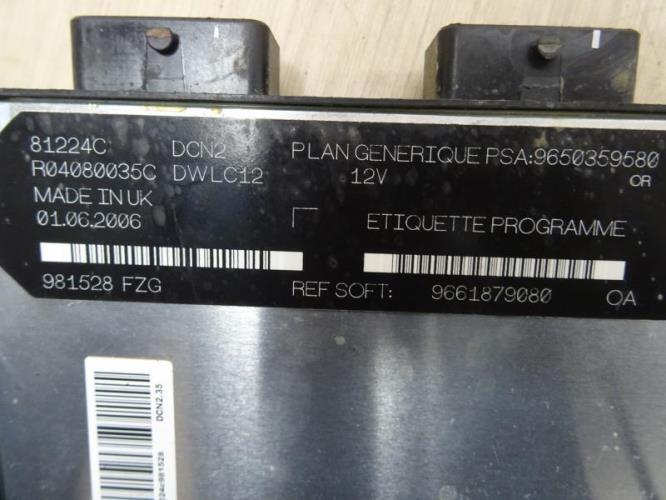 81224C DCN2 PLAN GENERIQUE PSA:9650359580
R04080035C DWLC12 12V OR
MADE IN UK
01.06.2006 ETIQUETTE PROGRAMME
981528 FZG REF SOFT: 9661879080 OA
DCN2.35
224c981528